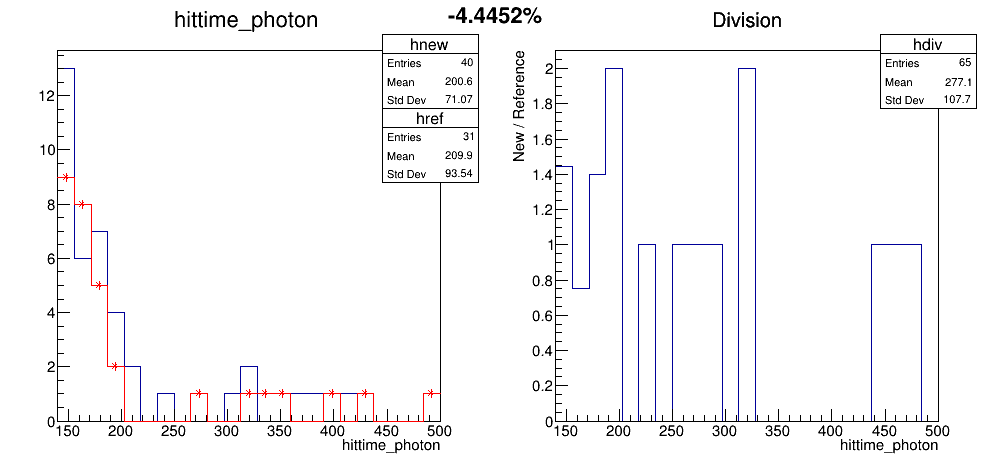 -4.4452%
hittime_photon
hnew
Entries 40
Mean 200.6
Std Dev 71.07
href
Entries 31
Mean 209.9
Std Dev 93.54
12
10
8
6
4
2
0
150 200 250 300 350 400 450 500
hittime_photon
Division
hdiv
Entries 65
Mean 277.1
Std Dev 107.7
New / Reference
2
1.8
1.6
1.4
1.2
1
0.8
0.6
0.4
0.2
0
150 200 250 300 350 400 450 500
hittime_photon